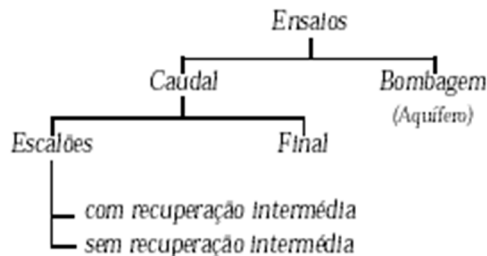 Ensaios
Caudal
Bombagem
(Aquífero)
Escalões
Final
com recuperação intermédia
sem recuperação intermédia